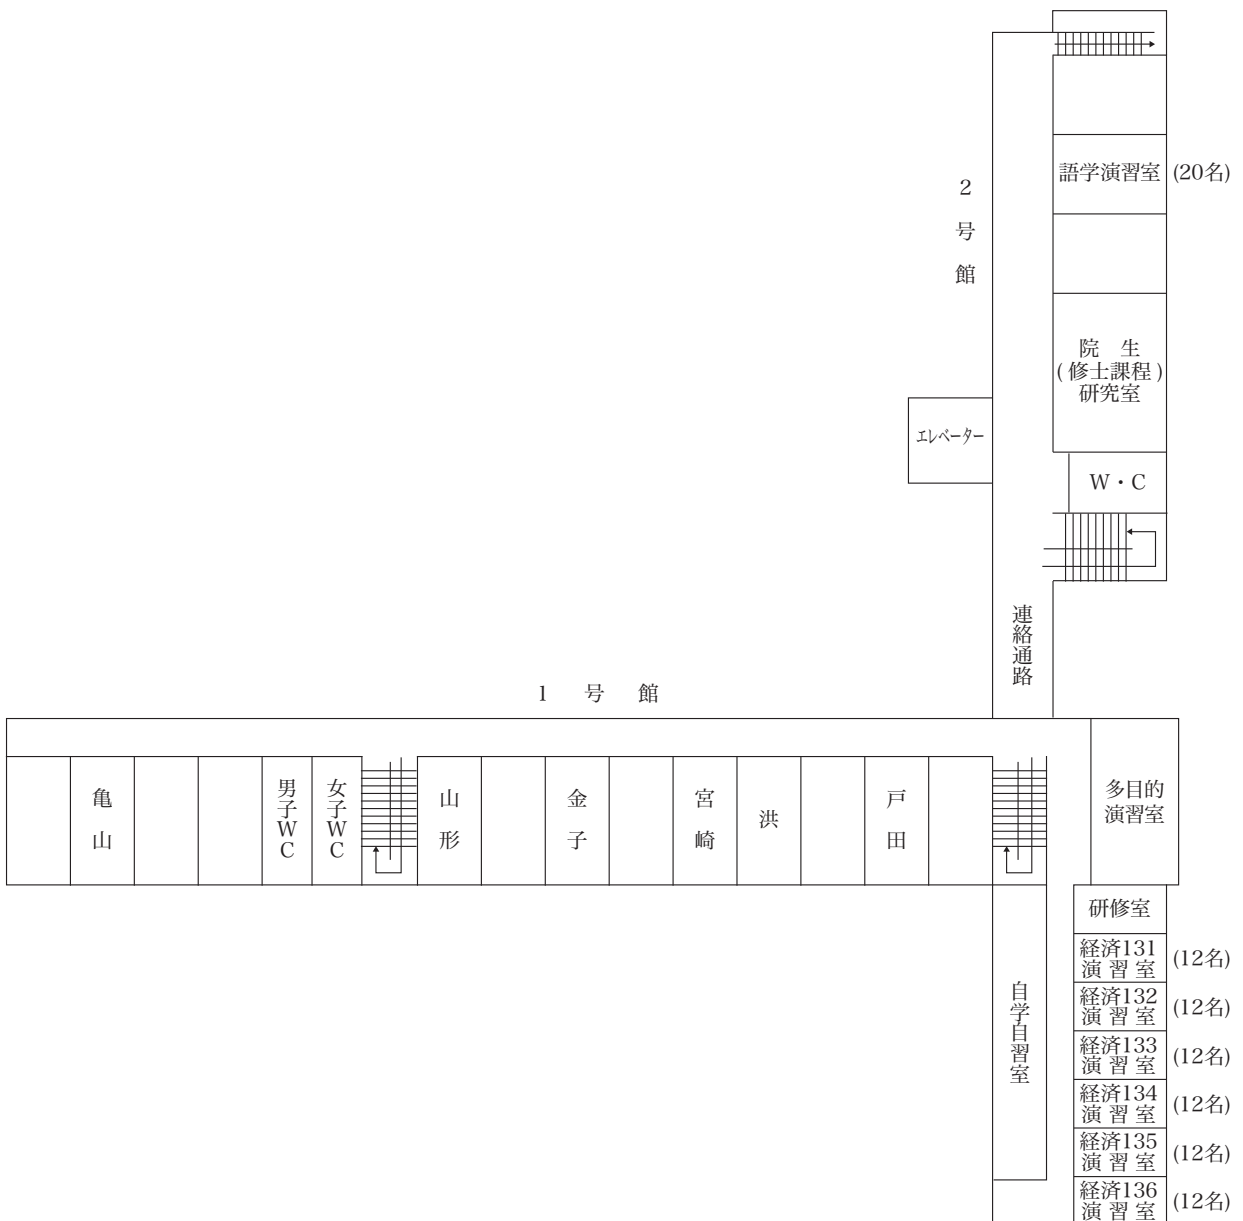 語学演習室 (20名)
2号館
院 生
(修士課程)
研究室
エレベーター
W・C
連絡通路
1 号 館
亀山
男子WC
女子WC
山形
金子
宮崎
洪
戸田
多目的
演習室
研修室
経済131
演習室 (12名)
経済132
演習室 (12名)
経済133
演習室 (12名)
経済134
演習室 (12名)
経済135
演習室 (12名)
経済136
演習室 (12名)
自学自習室